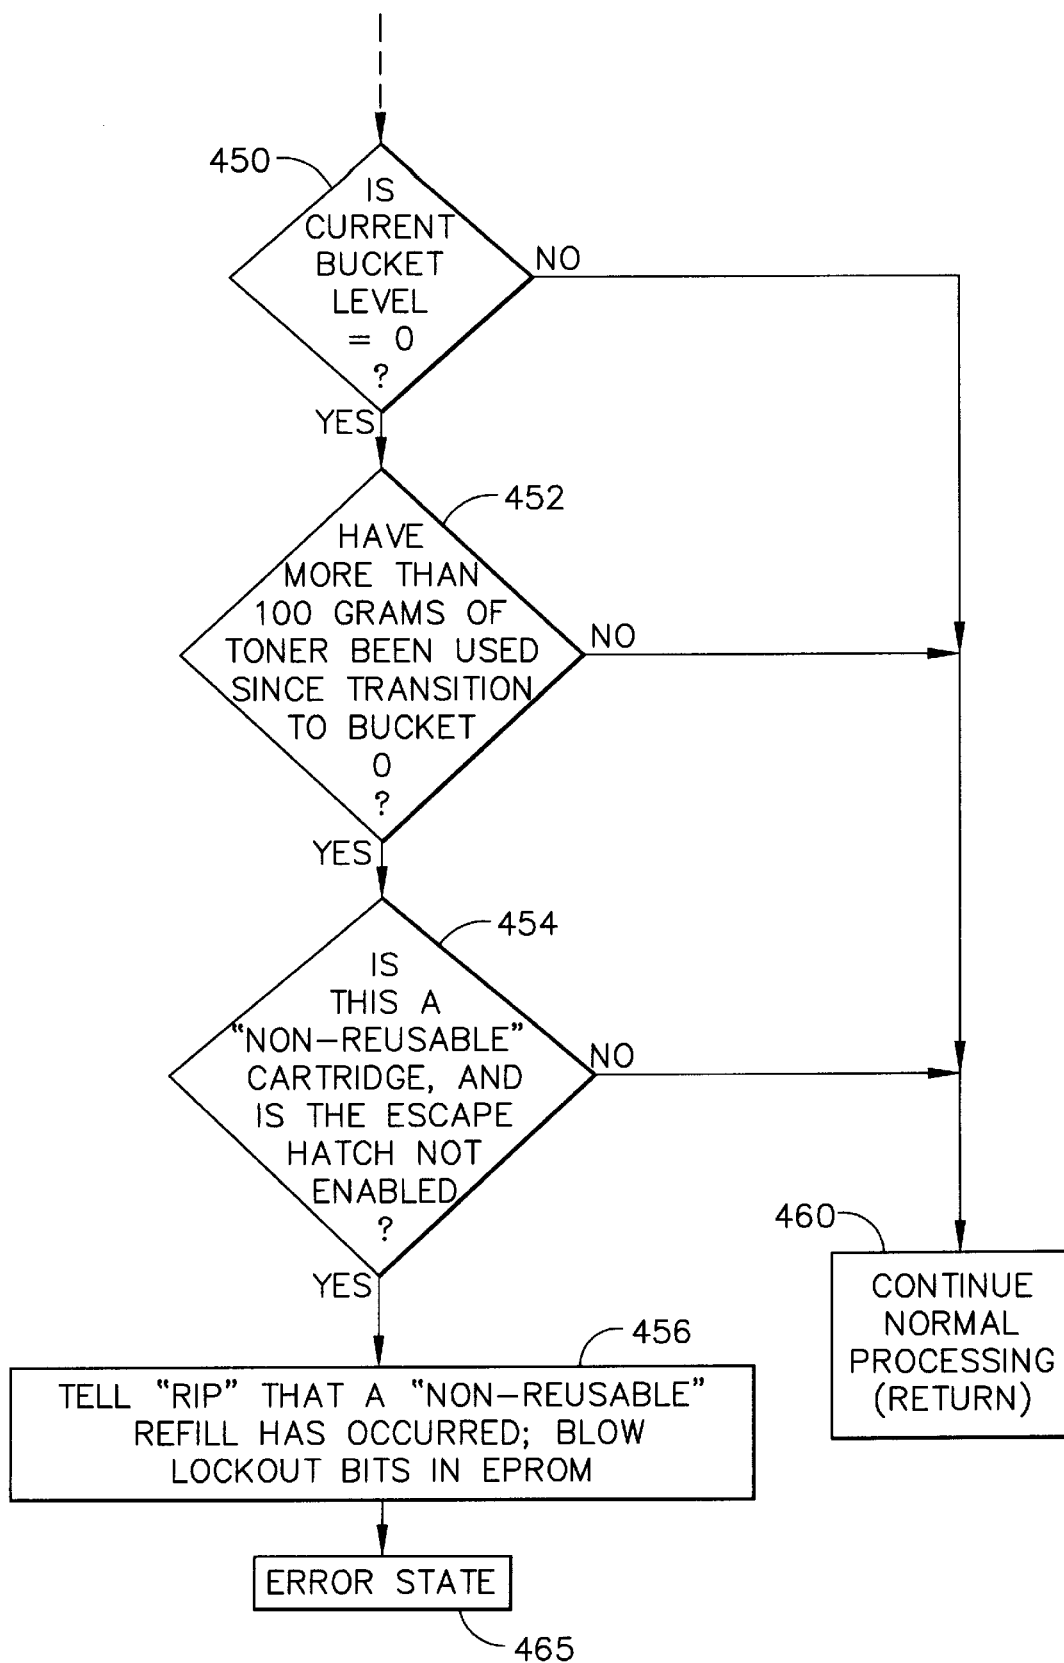 450
IS
CURRENT
BUCKET
LEVEL
= 0
?
NO
YES
452
HAVE
MORE THAN
100 GRAMS OF
TONER BEEN USED
SINCE TRANSITION
TO BUCKET
0
?
NO
YES
454
IS
THIS A
"NON-REUSABLE"
CARTRIDGE, AND
IS THE ESCAPE
HATCH NOT
ENABLED
?
NO
YES
456
TELL "RIP" THAT A "NON-REUSABLE"
REFILL HAS OCCURRED; BLOW
LOCKOUT BITS IN EPROM
460
CONTINUE
NORMAL
PROCESSING
(RETURN)
ERROR STATE
465